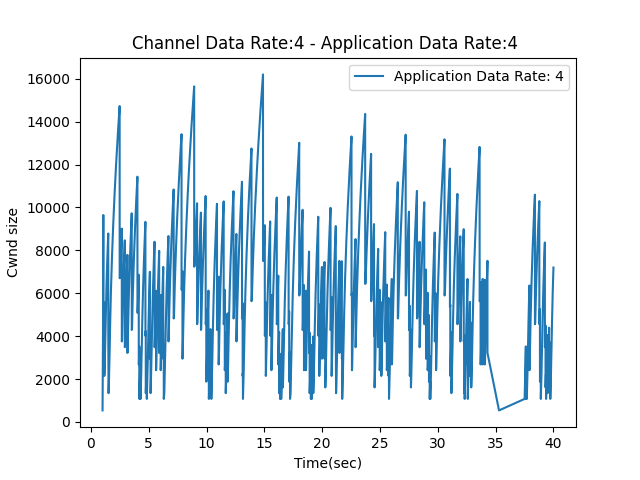 Channel Data Rate:4 - Application Data Rate:4
Application Data Rate: 4
Cwnd size
16000
14000
12000
10000
8000
6000
4000
2000
0
0 5 10 15 20 25 30 35 40
Time(sec)